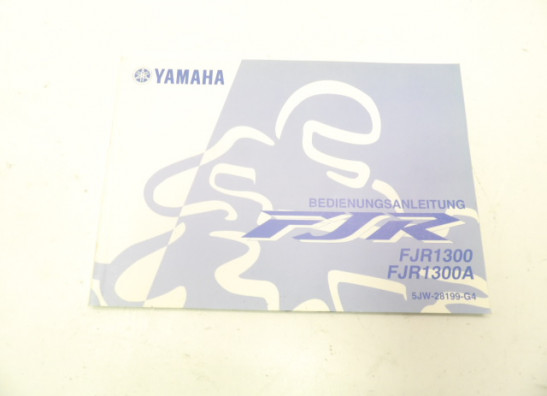 YAMAHA
BEDIENUNGSANLEITUNG
FJR
FJR1300
FJR1300A
5JW-28199-G4